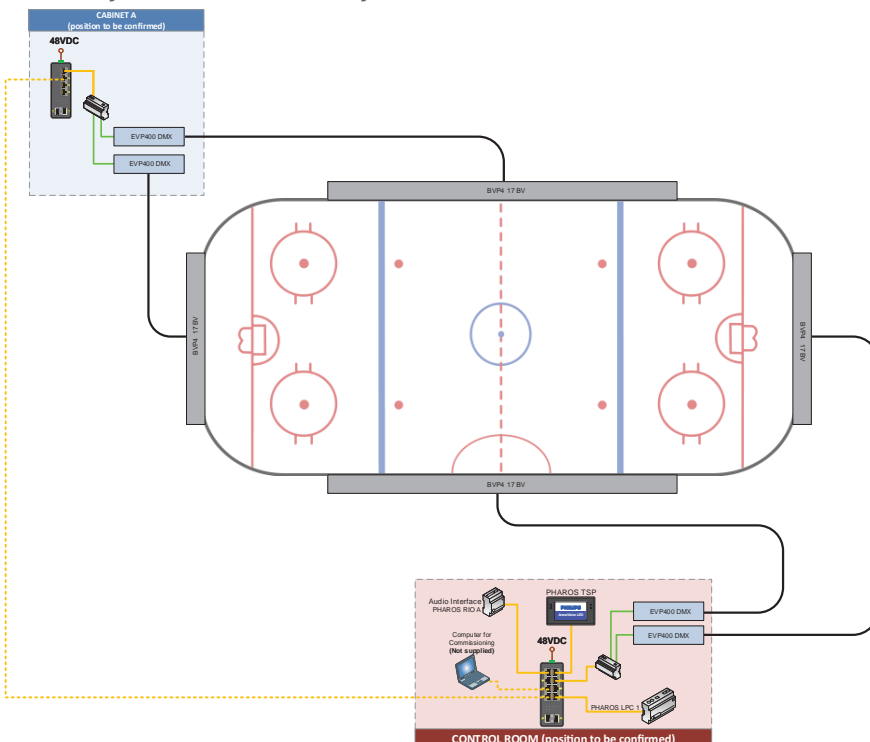 CABINET A
(position to be confirmed)
48VDC
EVP400 DMX
EVP400 DMX
BVP4 17 BV
BVP4 17 BV
BVP4 17 BV
BVP4 17 BV
Audio Interface
PHAROS RIO A
PHAROS TSP
PHAROS
EVP400 DMX
EVP400 DMX
Computer for
Commissioning
(Not supplied)
48VDC
PHAROS LPC 1
CONTROL ROOM (position to be confirmed)